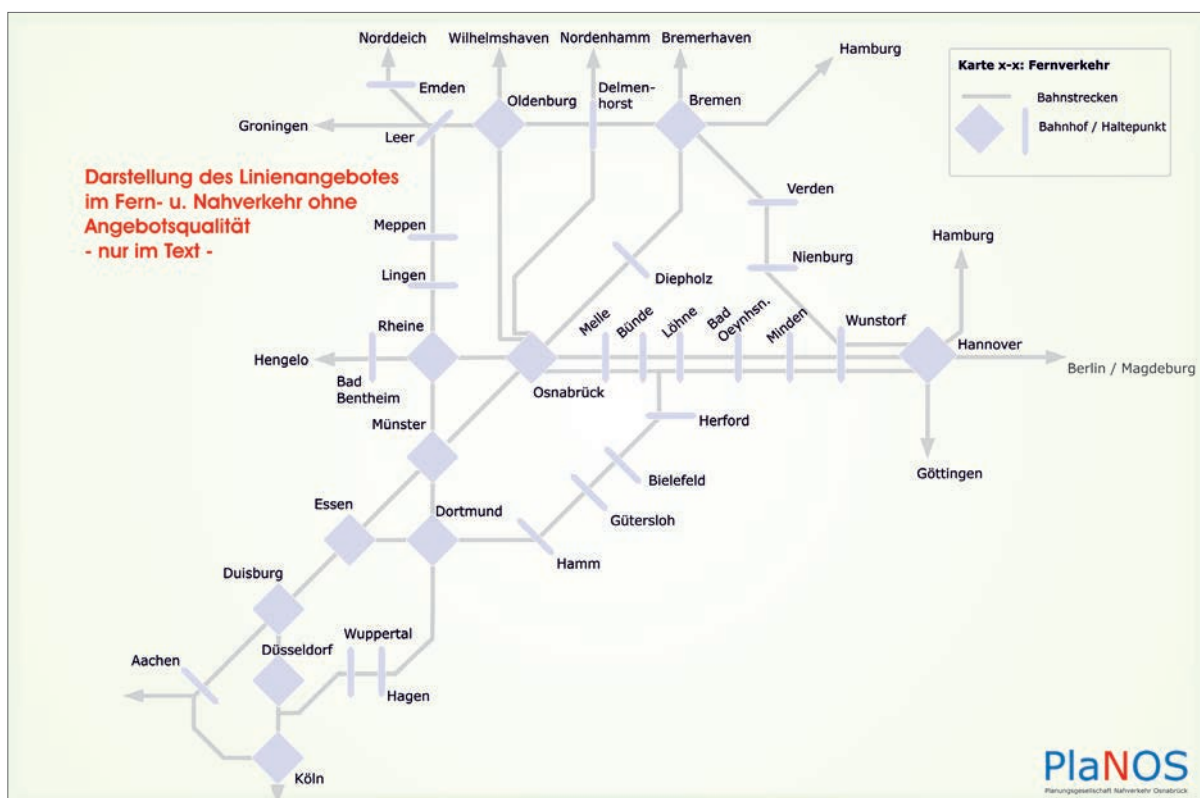 Norddeich
Wilhelmshaven
Nordenhamm
Bremerhaven
Hamburg
Karte x-x: Fernverkehr
Bahnstrecken
Bahnhof / Haltepunkt
Emden
Oldenburg
Delmen-
horst
Bremen
Groningen
Leer
Darstellung des Linienangebotes
im Fern- u. Nahverkehr ohne
Angebotsqualität
- nur im Text -
Verden
Meppen
Hamburg
Nienburg
Lingen
Diepholz
Rheine
Melle
Bünde
Löhne
Bad
Oeynhsn.
Minden
Wunstorf
Hannover
Hengelo
Berlin / Magdeburg
Bad
Bentheim
Osnabrück
Münster
Herford
Göttingen
Bielefeld
Essen
Dortmund
Gütersloh
Hamm
Duisburg
Wuppertal
Düsseldorf
Aachen
Hagen
Köln
PlaNOS
Planungsgesellschaft Nahverkehr Osnabrück